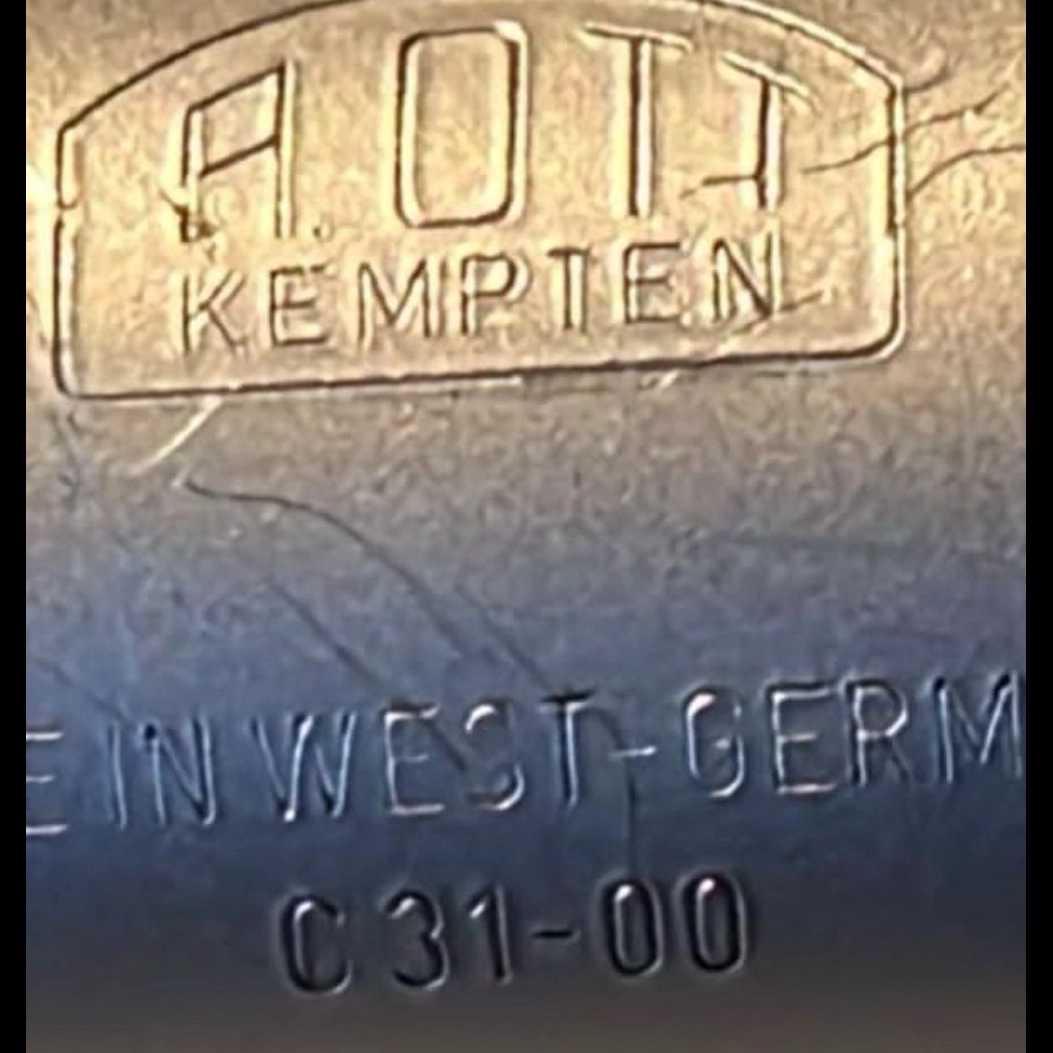 A. OTT
KEMPTEN
E IN WEST-GERM
C 31-00